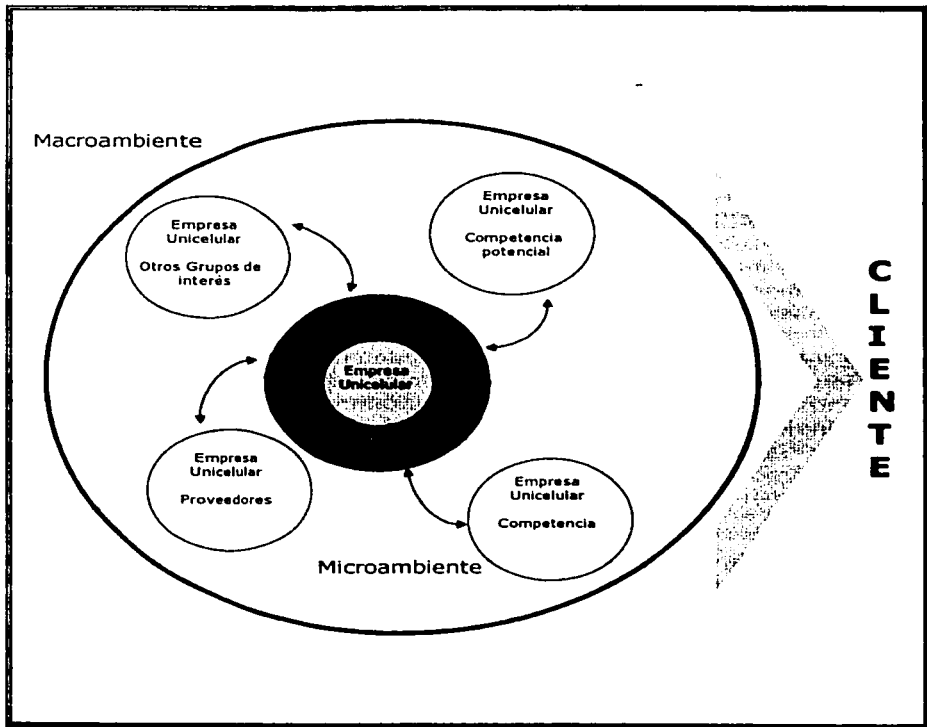 Macroambiente
Empresa
Unicelular
Otros Grupos de
interés
Empresa
Unicelular
Competencia
potencial
Empresa
Unicelular
Empresa
Unicelular
Proveedores
Empresa
Unicelular
Competencia
Microambiente
CLIENTE